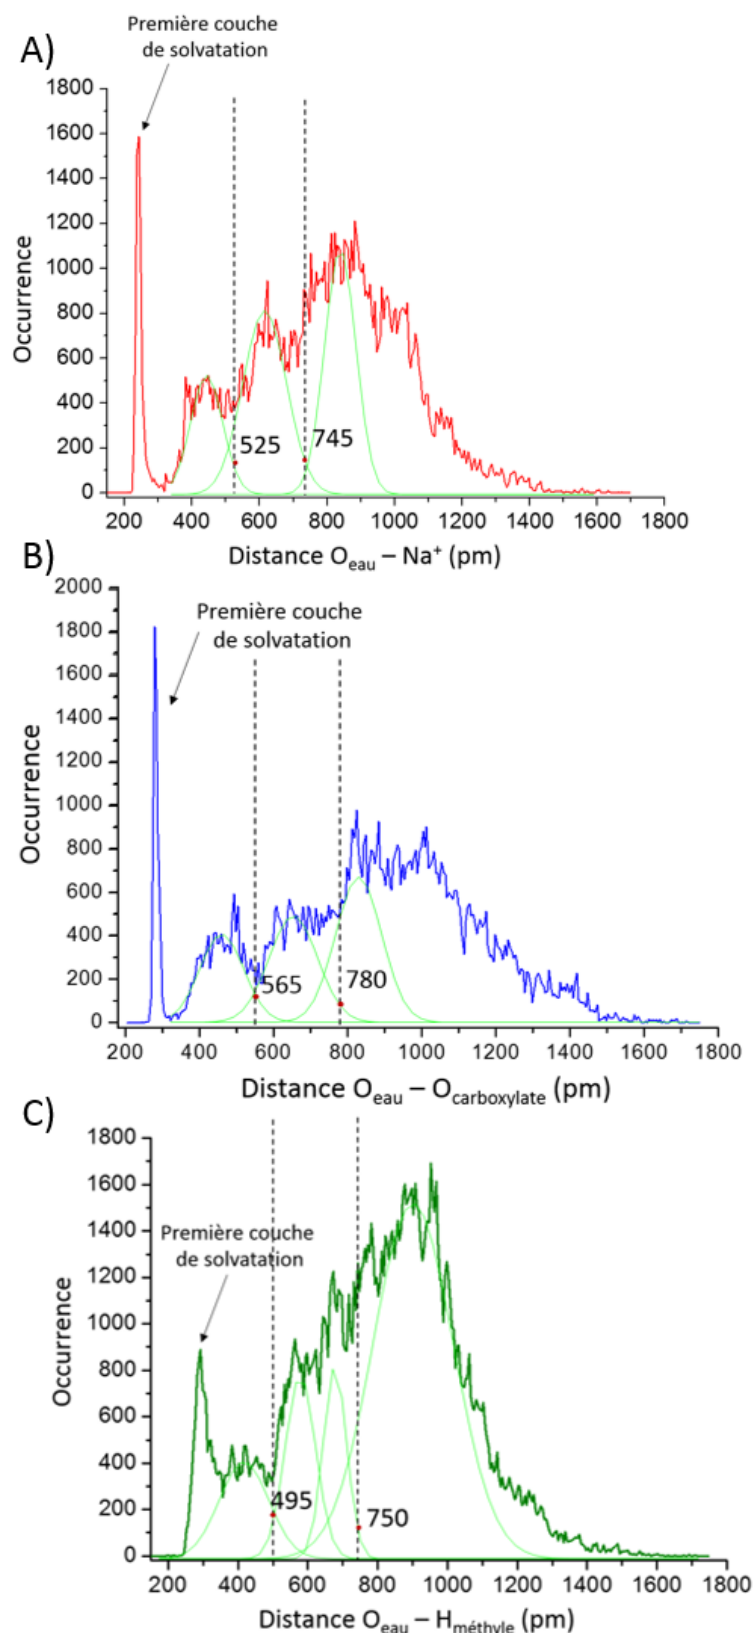 A)
Première couche
de solvatation
1800
1600
1400
1200
1000
800
600
400
200
0
Occurrence
525
745
200 400 600 800 1000 1200 1400 1600 1800
Distance Oeau – Na+ (pm)
B)
2000
1800
1600
1400
1200
1000
800
600
400
200
0
Première couche
de solvatation
Occurrence
565
780
200 400 600 800 1000 1200 1400 1600 1800
Distance Oeau – Ocarboxylate (pm)
C)
1800
1600
1400
1200
1000
800
600
400
200
0
Première couche
de solvatation
Occurrence
495
750
200 400 600 800 1000 1200 1400 1600 1800
Distance Oeau – Hméthyle (pm)